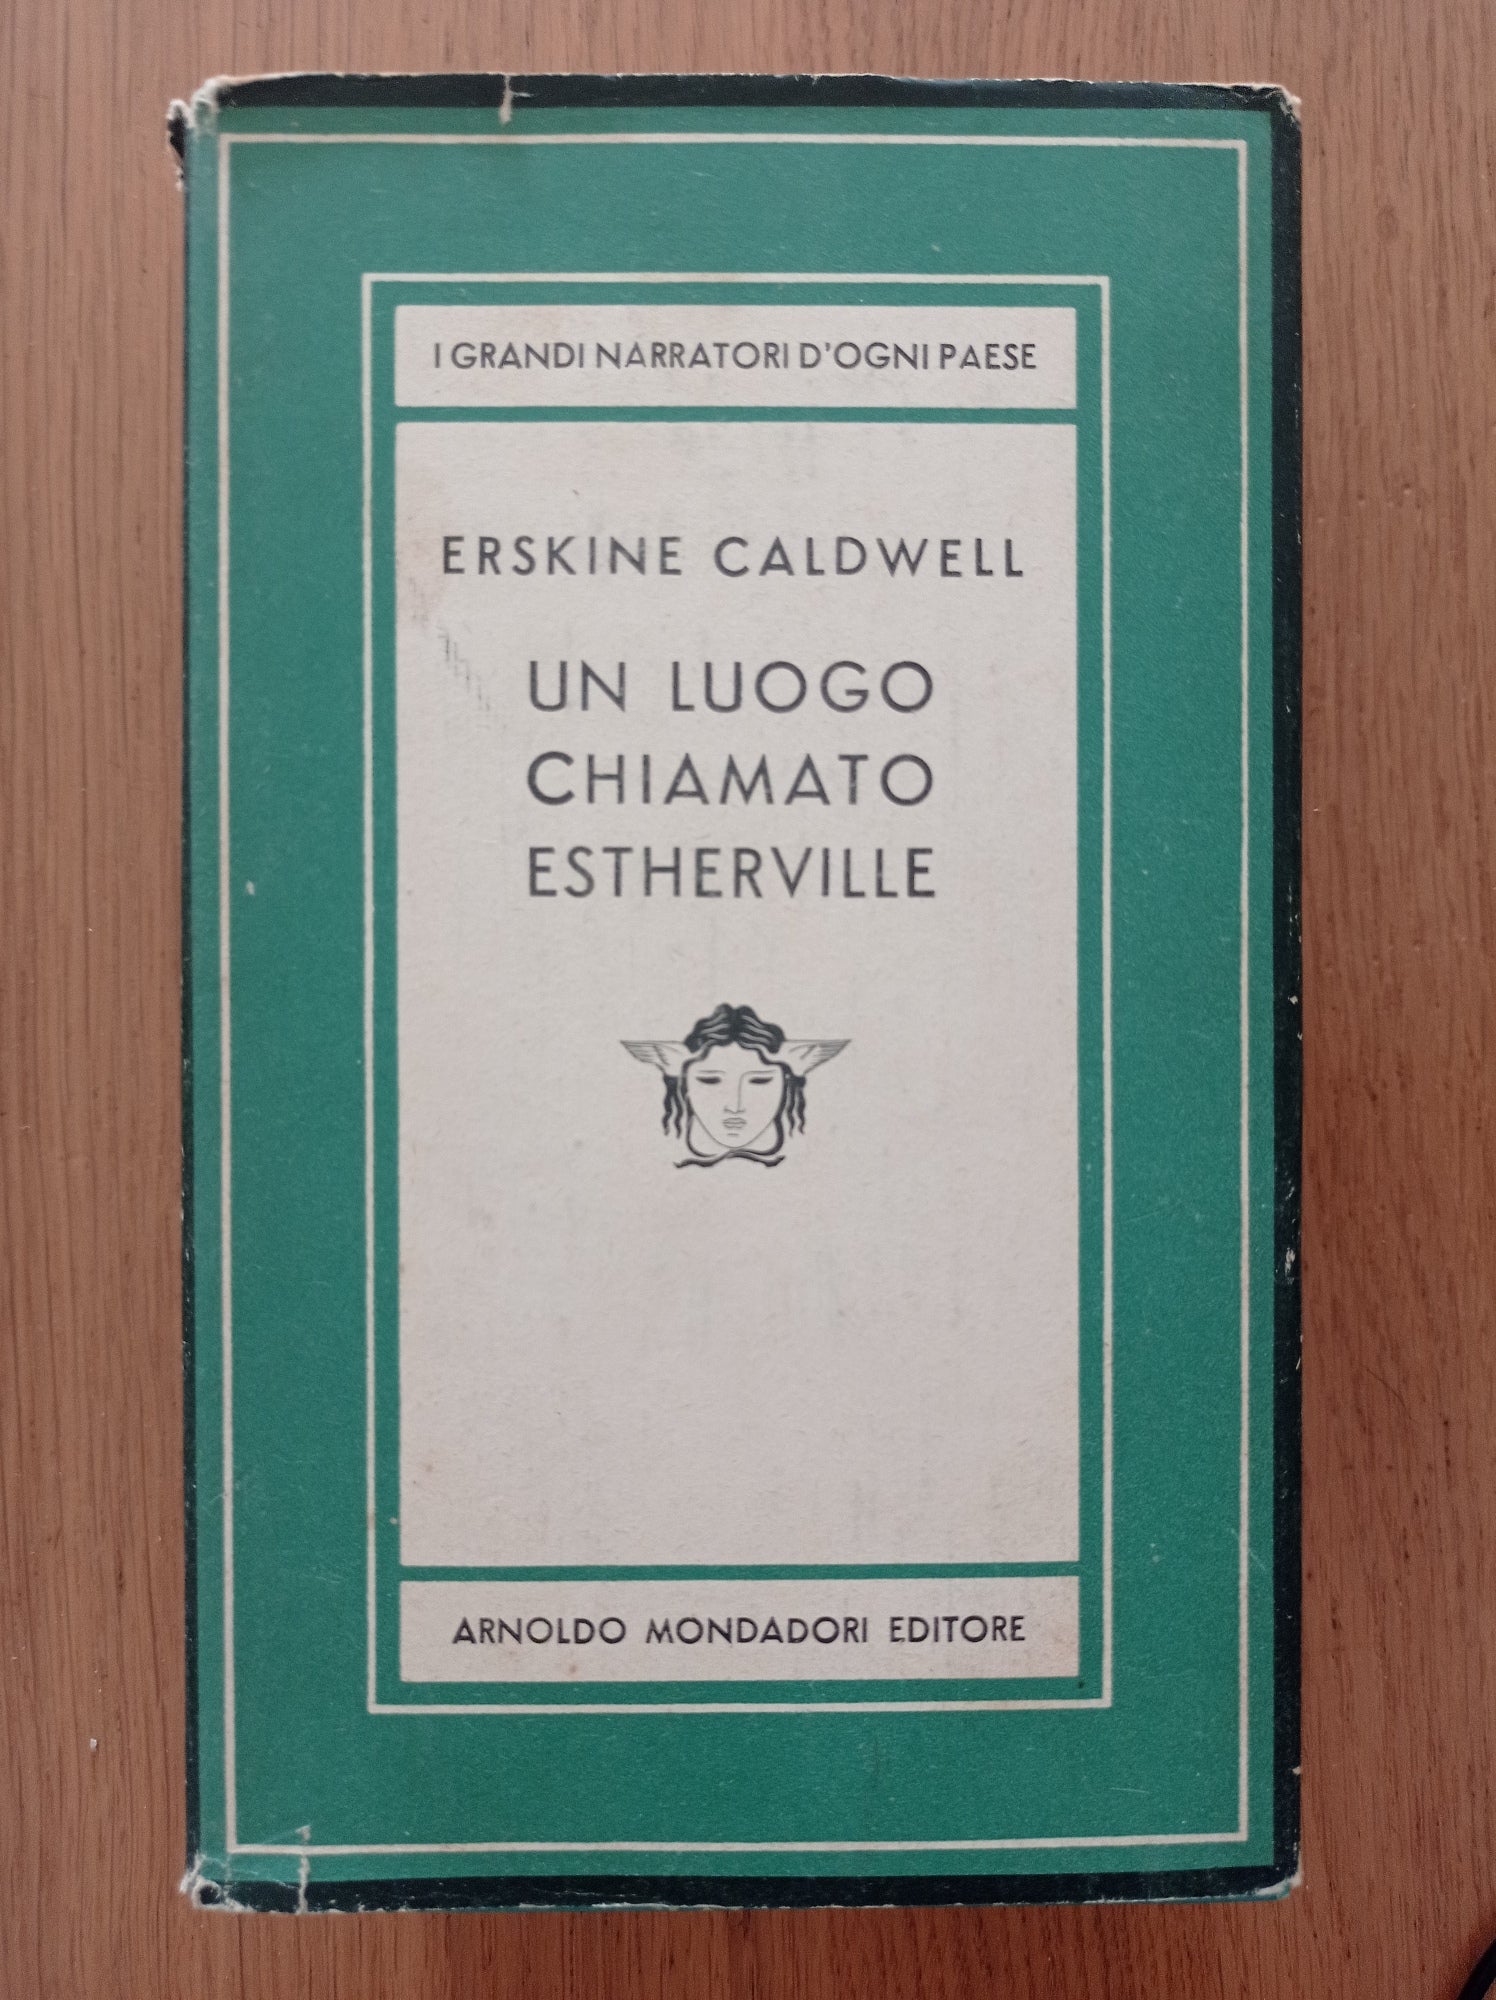 I GRANDI NARRATORI D'OGNI PAESE
ERSKINE CALDWELL
UN LUOGO
CHIAMATO
ESTHERVILLE
ARNOLDO MONDADORI EDITORE